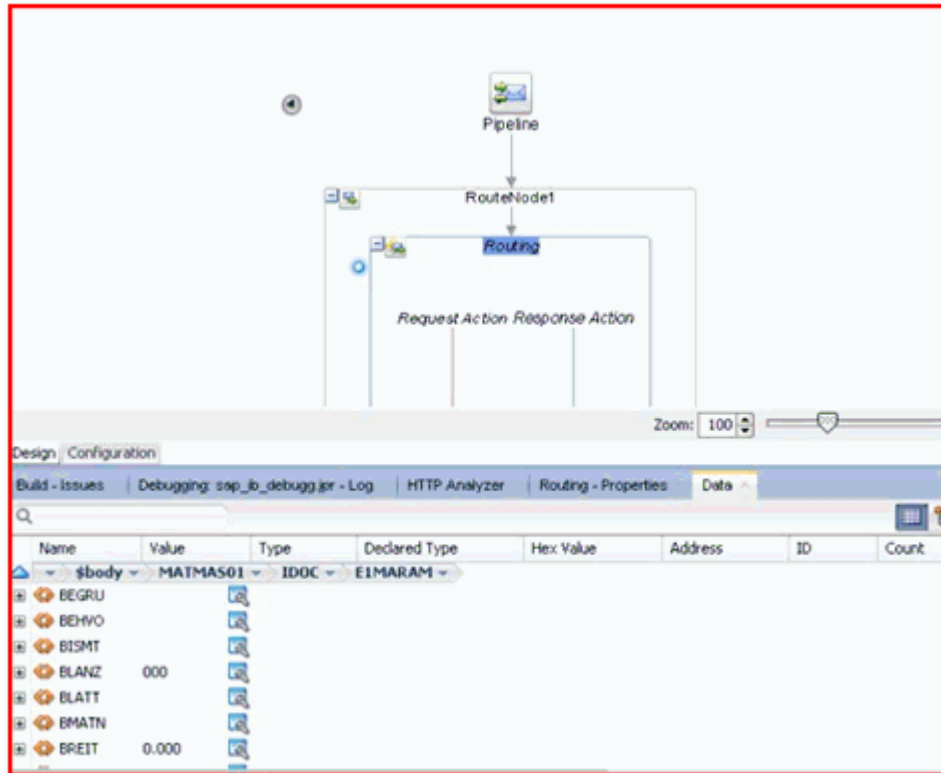 Pipeline
RouteNode1
Routing
Request Action Response Action
Zoom: 100
Design Configuration
Build - Issues Debugging: sap_jb_debugg.jpr - Log HTTP Analyzer Routing - Properties Data
Name Value Type Declared Type Hex Value Address ID Count
$body MATMAS01 IDOC E1MARAM
BEGRU
BEHVO
BISMT
BLANZ 000
BLATT
BMATN
BREIT 0.000